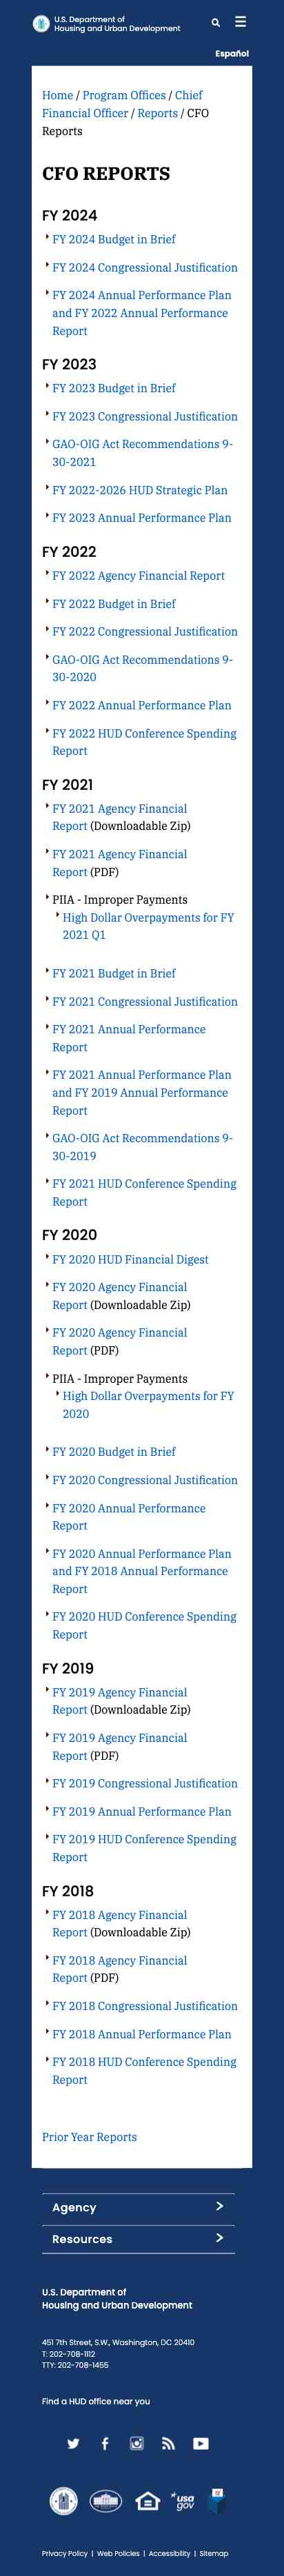 U.S. Department of
Housing and Urban Development
Español
Home / Program Offices / Chief
Financial Officer / Reports / CFO
Reports
CFO REPORTS
FY 2024
FY 2024 Budget in Brief
FY 2024 Congressional Justification
FY 2024 Annual Performance Plan
and FY 2022 Annual Performance
Report
FY 2023
FY 2023 Budget in Brief
FY 2023 Congressional Justification
GAO-OIG Act Recommendations 9-
30-2021
FY 2022-2026 HUD Strategic Plan
FY 2023 Annual Performance Plan
FY 2022
FY 2022 Agency Financial Report
FY 2022 Budget in Brief
FY 2022 Congressional Justification
GAO-OIG Act Recommendations 9-
30-2020
FY 2022 Annual Performance Plan
FY 2022 HUD Conference Spending
Report
FY 2021
FY 2021 Agency Financial
Report (Downloadable Zip)
FY 2021 Agency Financial
Report (PDF)
PIIA - Improper Payments
High Dollar Overpayments for FY
2021 Q1
FY 2021 Budget in Brief
FY 2021 Congressional Justification
FY 2021 Annual Performance
Report
FY 2021 Annual Performance Plan
and FY 2019 Annual Performance
Report
GAO-OIG Act Recommendations 9-
30-2019
FY 2021 HUD Conference Spending
Report
FY 2020
FY 2020 HUD Financial Digest
FY 2020 Agency Financial
Report (Downloadable Zip)
FY 2020 Agency Financial
Report (PDF)
PIIA - Improper Payments
High Dollar Overpayments for FY
2020
FY 2020 Budget in Brief
FY 2020 Congressional Justification
FY 2020 Annual Performance
Report
FY 2020 Annual Performance Plan
and FY 2018 Annual Performance
Report
FY 2020 HUD Conference Spending
Report
FY 2019
FY 2019 Agency Financial
Report (Downloadable Zip)
FY 2019 Agency Financial
Report (PDF)
FY 2019 Congressional Justification
FY 2019 Annual Performance Plan
FY 2019 HUD Conference Spending
Report
FY 2018
FY 2018 Agency Financial
Report (Downloadable Zip)
FY 2018 Agency Financial
Report (PDF)
FY 2018 Congressional Justification
FY 2018 Annual Performance Plan
FY 2018 HUD Conference Spending
Report
Prior Year Reports
Agency
Resources
U.S. Department of
Housing and Urban Development
451 7th Street, S.W., Washington, DC 20410
T: 202-708-1112
TTY: 202-708-1455
Find a HUD office near you
usa
gov
Privacy Policy | Web Policies | Accessibility | Sitemap